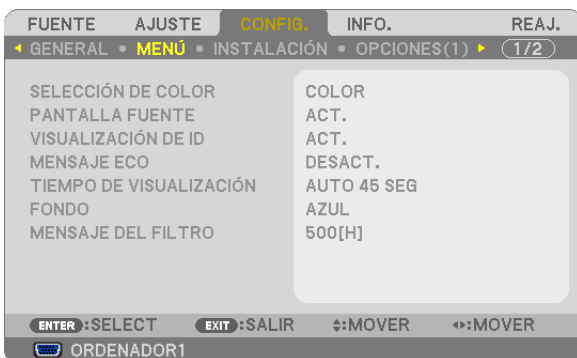 FUENTE AJUSTE CONFIG. INFO. REAJ.
GENERAL • MENÚ • INSTALACIÓN • OPCIONES(1) 1/2
SELECCIÓN DE COLOR COLOR
PANTALLA FUENTE ACT.
VISUALIZACIÓN DE ID ACT.
MENSAJE ECO DESACT.
TIEMPO DE VISUALIZACIÓN AUTO 45 SEG
FONDO AZUL
MENSAJE DEL FILTRO 500[H]
ENTER :SELECT EXIT :SALIR :MOVER :MOVER
ORDENADOR1